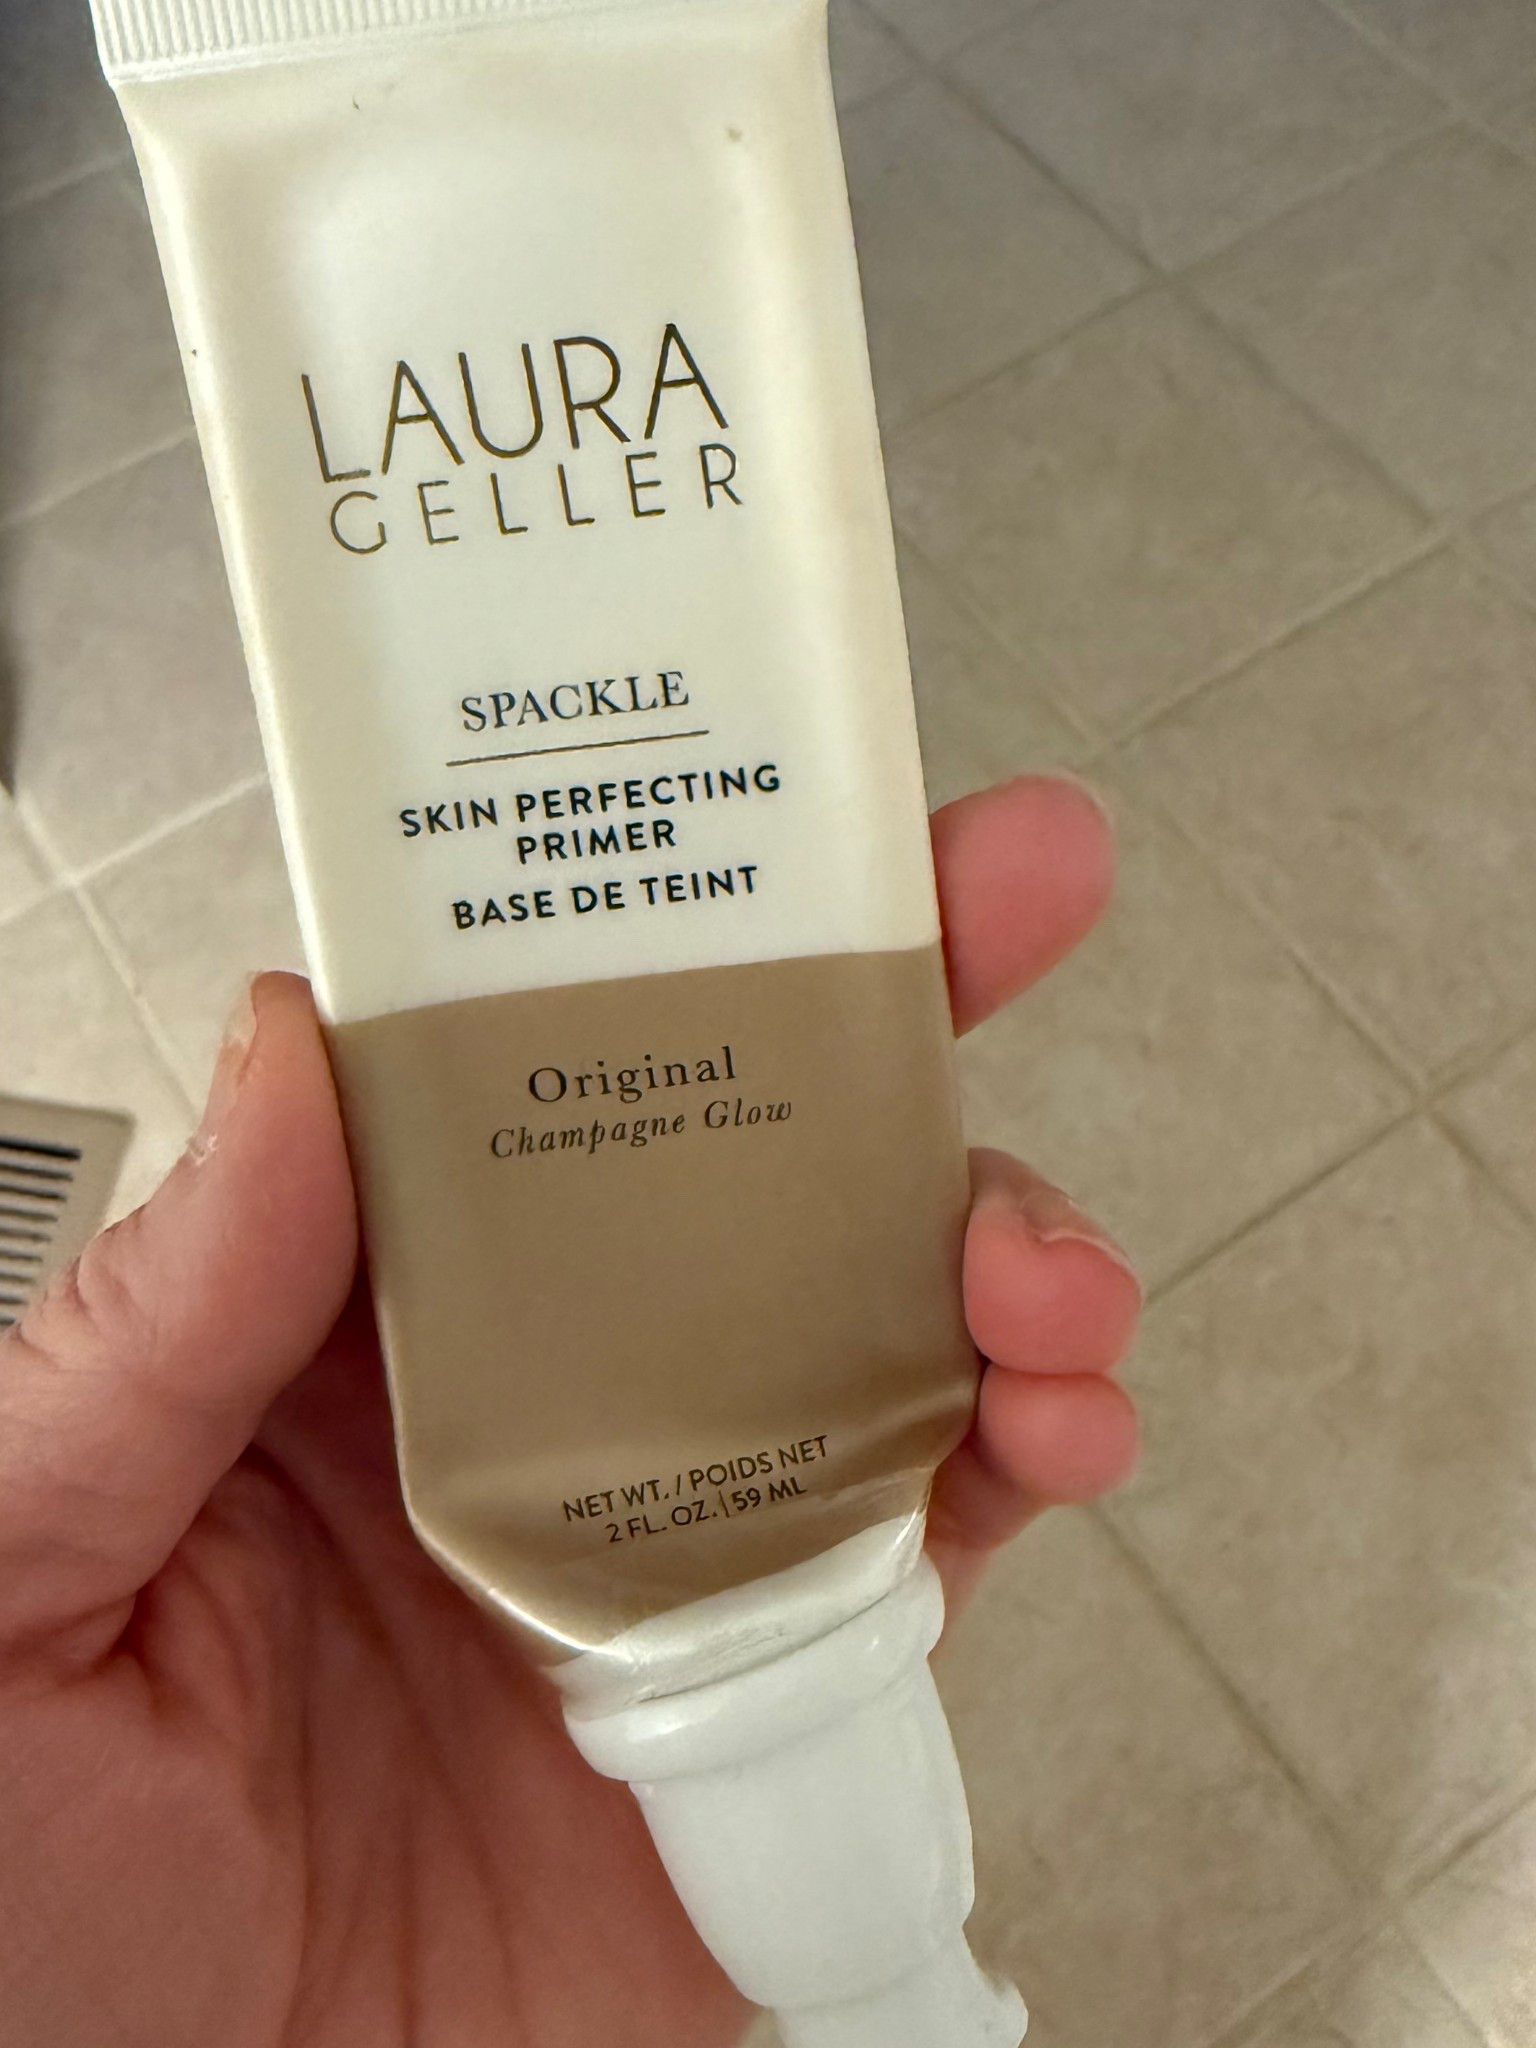 LAURA
GELLER
SPACKLE
SKIN PERFECTING
PRIMER
BASE DE TEINT
Original
Champagne Glow
NET WT. / POIDS NET
2 FL. OZ. | 59 ML